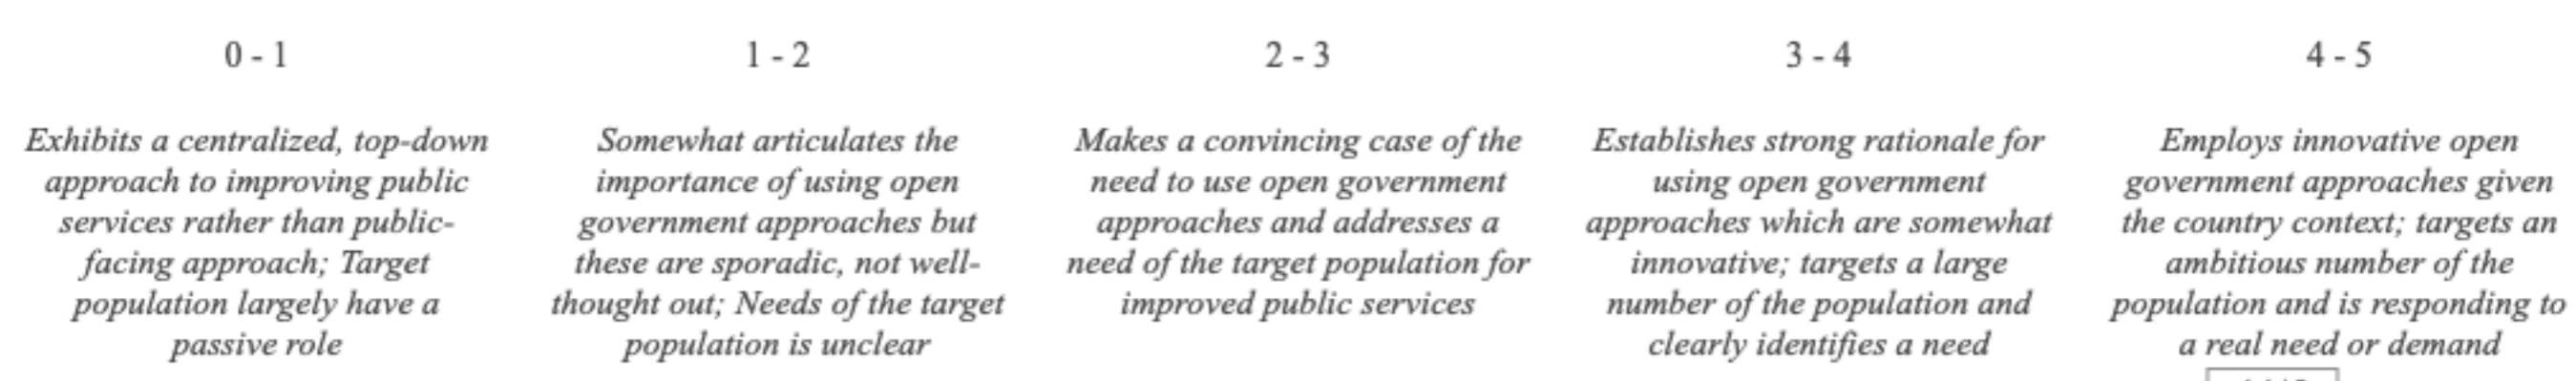 0 - 1
Exhibits a centralized, top-down
approach to improving public
services rather than public-
facing approach; Target
population largely have a
passive role
1 - 2
Somewhat articulates the
importance of using open
government approaches but
these are sporadic, not well-
thought out; Needs of the target
population is unclear
2 - 3
Makes a convincing case of the
need to use open government
approaches and addresses a
need of the target population for
improved public services
3 - 4
Establishes strong rationale for
using open government
approaches which are somewhat
innovative; targets a large
number of the population and
clearly identifies a need
4 - 5
Employs innovative open
government approaches given
the country context; targets an
ambitious number of the
population and is responding to
a real need or demand